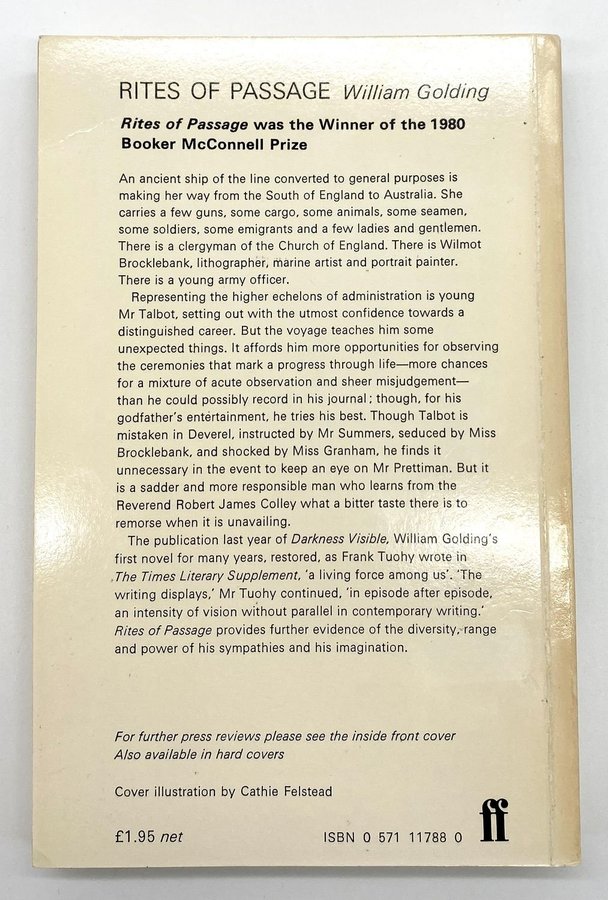 RITES OF PASSAGE William Golding
Rites of Passage was the Winner of the 1980
Booker McConnell Prize
An ancient ship of the line converted to general purposes is
making her way from the South of England to Australia. She
carries a few guns, some cargo, some animals, some seamen,
some soldiers, some emigrants and a few ladies and gentlemen.
There is a clergyman of the Church of England. There is Wilmot
Brocklebank, lithographer, marine artist and portrait painter.
There is a young army officer.
Representing the higher echelons of administration is young
Mr Talbot, setting out with the utmost confidence towards a
distinguished career. But the voyage teaches him some
unexpected things. It affords him more opportunities for observing
the ceremonies that mark a progress through life—more chances
for a mixture of acute observation and sheer misjudgement—
than he could possibly record in his journal; though, for his
godfather's entertainment, he tries his best. Though Talbot is
mistaken in Deverel, instructed by Mr Summers, seduced by Miss
Brocklebank, and shocked by Miss Granham, he finds it
unnecessary in the event to keep an eye on Mr Prettiman. But it
is a sadder and more responsible man who learns from the
Reverend Robert James Colley what a bitter taste there is to
remorse when it is unavailing.
The publication last year of Darkness Visible, William Golding's
first novel for many years, restored, as Frank Tuohy wrote in
The Times Literary Supplement, 'a living force among us'. 'The
writing displays,' Mr Tuohy continued, 'in episode after episode,
an intensity of vision without parallel in contemporary writing.'
Rites of Passage provides further evidence of the diversity, range
and power of his sympathies and his imagination.
For further press reviews please see the inside front cover
Also available in hard covers
Cover illustration by Cathie Felstead
£1.95 net ISBN 0 571 11788 0 ff